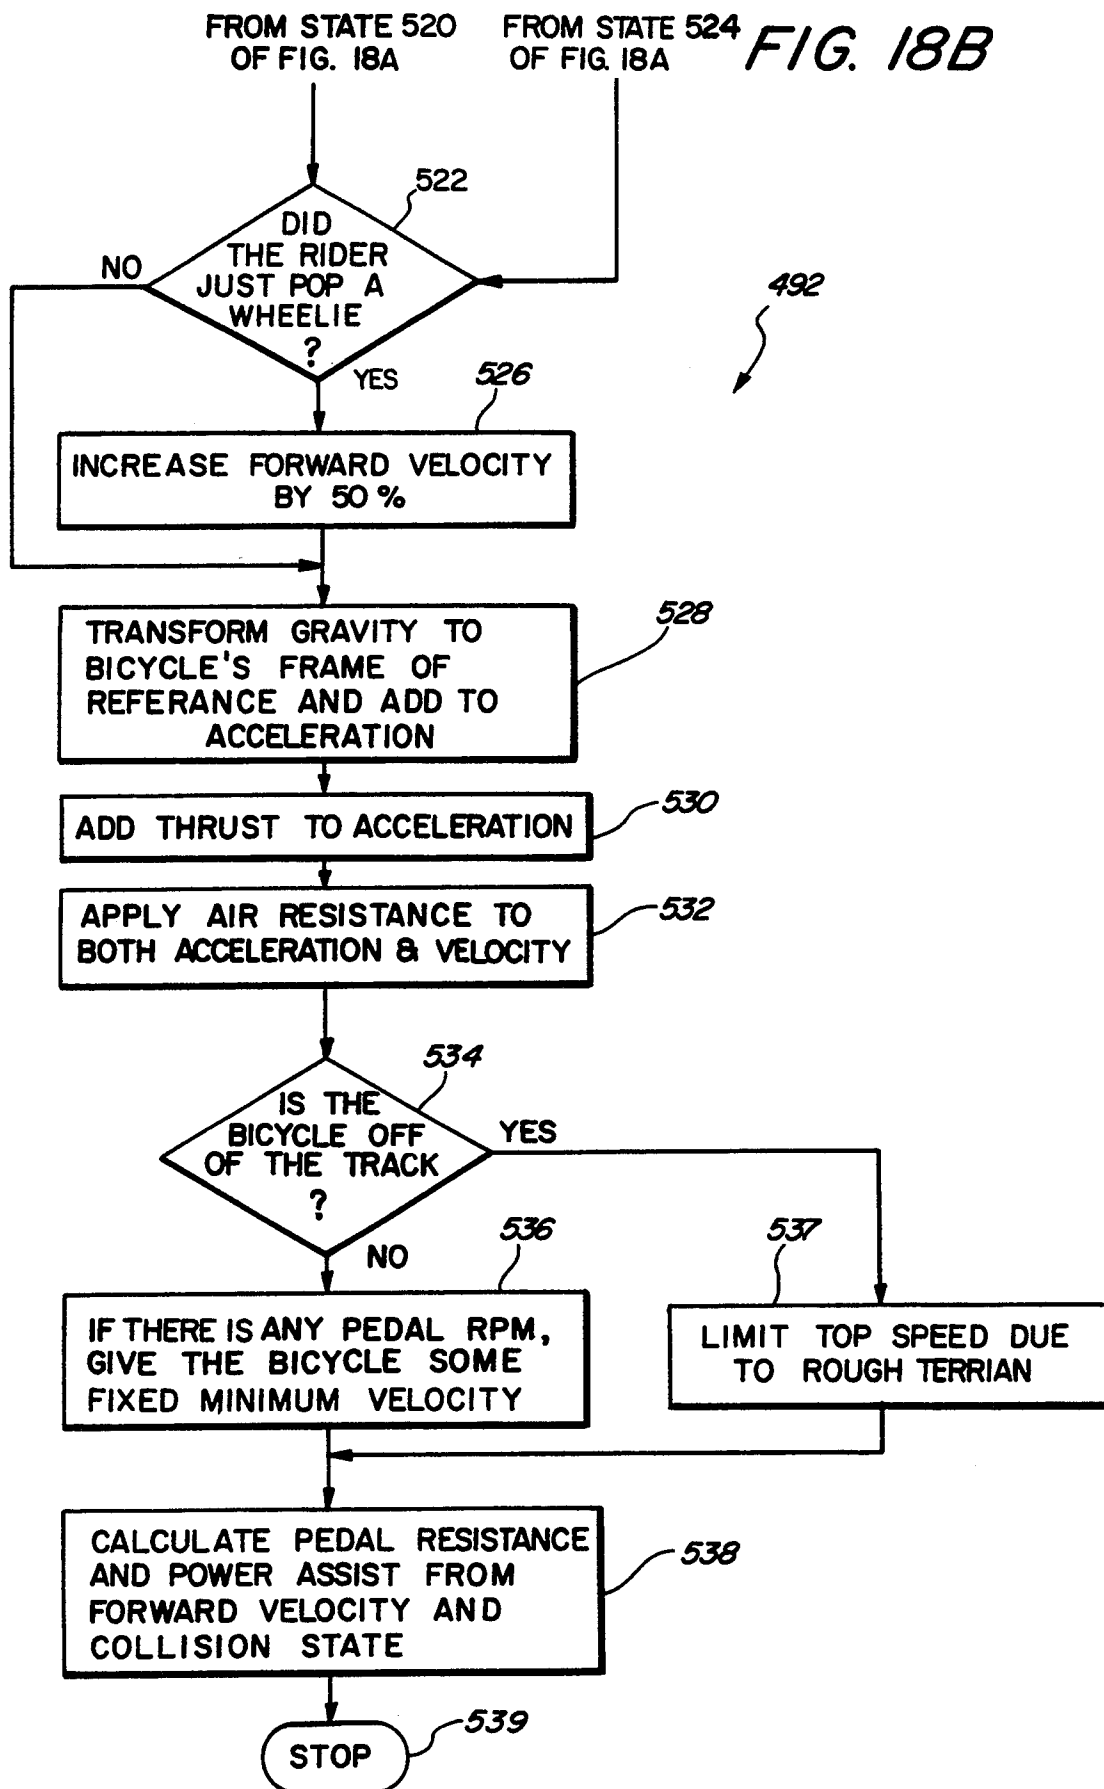 FROM STATE 520
OF FIG. 18A
FROM STATE 524
OF FIG. 18A
FIG. 18B
522
DID
THE RIDER
JUST POP A
WHEELIE
?
NO
YES
492
526
INCREASE FORWARD VELOCITY
BY 50 %
528
TRANSFORM GRAVITY TO
BICYCLE'S FRAME OF
REFERANCE AND ADD TO
ACCELERATION
530
ADD THRUST TO ACCELERATION
532
APPLY AIR RESISTANCE TO
BOTH ACCELERATION & VELOCITY
534
IS THE
BICYCLE OFF
OF THE TRACK
?
YES
NO
536
537
IF THERE IS ANY PEDAL RPM,
GIVE THE BICYCLE SOME
FIXED MINIMUM VELOCITY
LIMIT TOP SPEED DUE
TO ROUGH TERRIAN
538
CALCULATE PEDAL RESISTANCE
AND POWER ASSIST FROM
FORWARD VELOCITY AND
COLLISION STATE
539
STOP